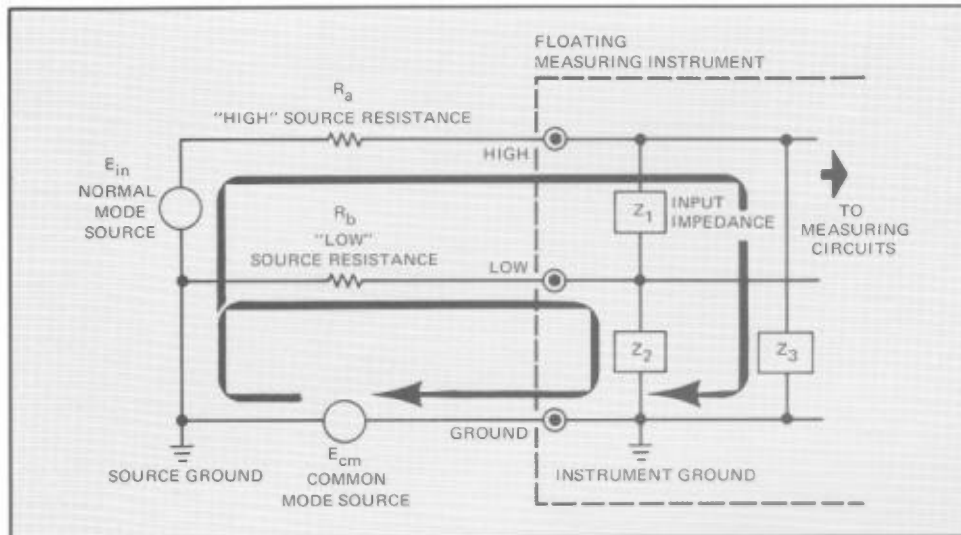 FLOATING
MEASURING INSTRUMENT
Ra
"HIGH" SOURCE RESISTANCE
HIGH
Ein
NORMAL
MODE
SOURCE
Z1
INPUT
IMPEDANCE
TO
MEASURING
CIRCUITS
Rb
"LOW"
SOURCE RESISTANCE
LOW
Z2
Z3
GROUND
SOURCE GROUND
Ecm
COMMON
MODE SOURCE
INSTRUMENT GROUND